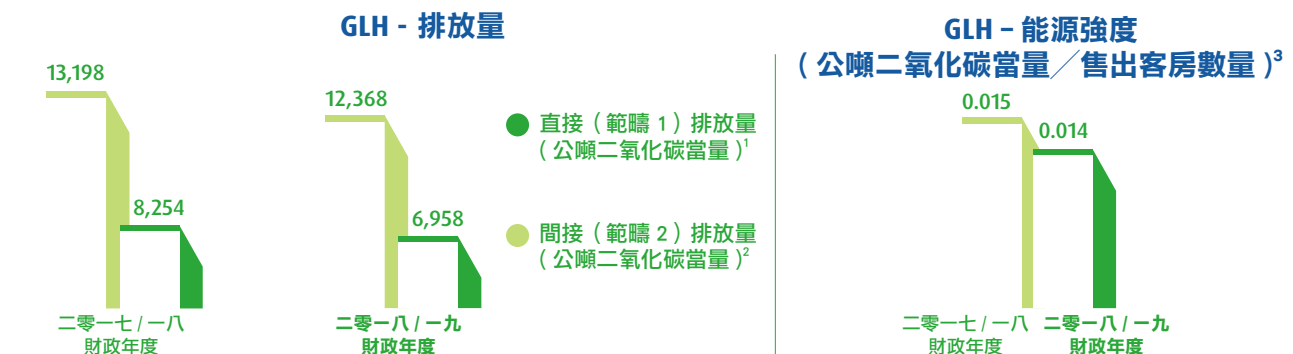 GLH - 排放量
13,198
8,254
二零一七 / 一八
財政年度
12,368
6,958
二零一八 / 一九
財政年度
直接（範疇 1）排放量
（公噸二氧化碳當量）¹
間接（範疇 2）排放量
（公噸二氧化碳當量）²
GLH – 能源強度
（公噸二氧化碳當量／售出客房數量）³
0.015
0.014
二零一七 / 一八
財政年度
二零一八 / 一九
財政年度